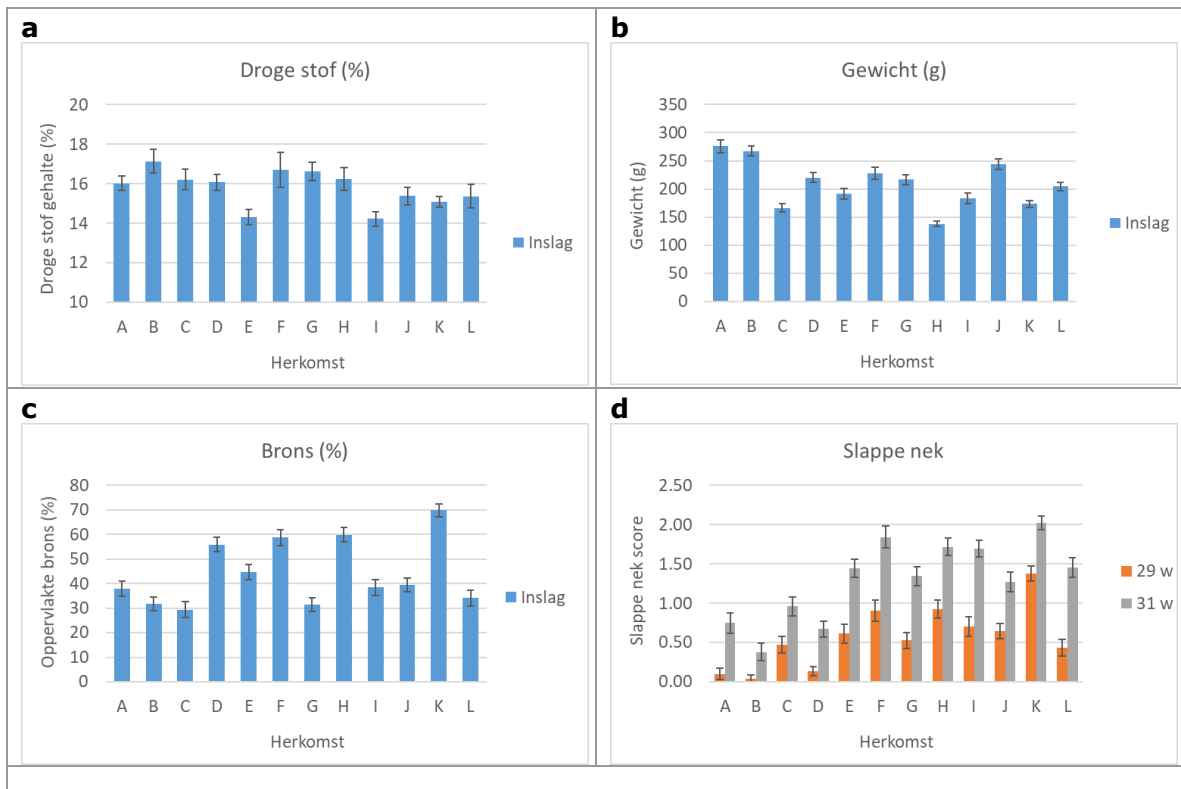 a
Droge stof (%)
20
18
16
14
12
10
Droge stof gehalte (%)
A B C D E F G H I J K L
Herkomst
Inslag
b
Gewicht (g)
350
300
250
200
150
100
50
0
Gewicht (g)
A B C D E F G H I J K L
Herkomst
Inslag
c
Brons (%)
80
70
60
50
40
30
20
10
0
Oppervlakte brons (%)
A B C D E F G H I J K L
Herkomst
Inslag
d
Slappe nek
2.50
2.00
1.50
1.00
0.50
0.00
Slappe nek score
A B C D E F G H I J K L
Herkomst
29 w
31 w